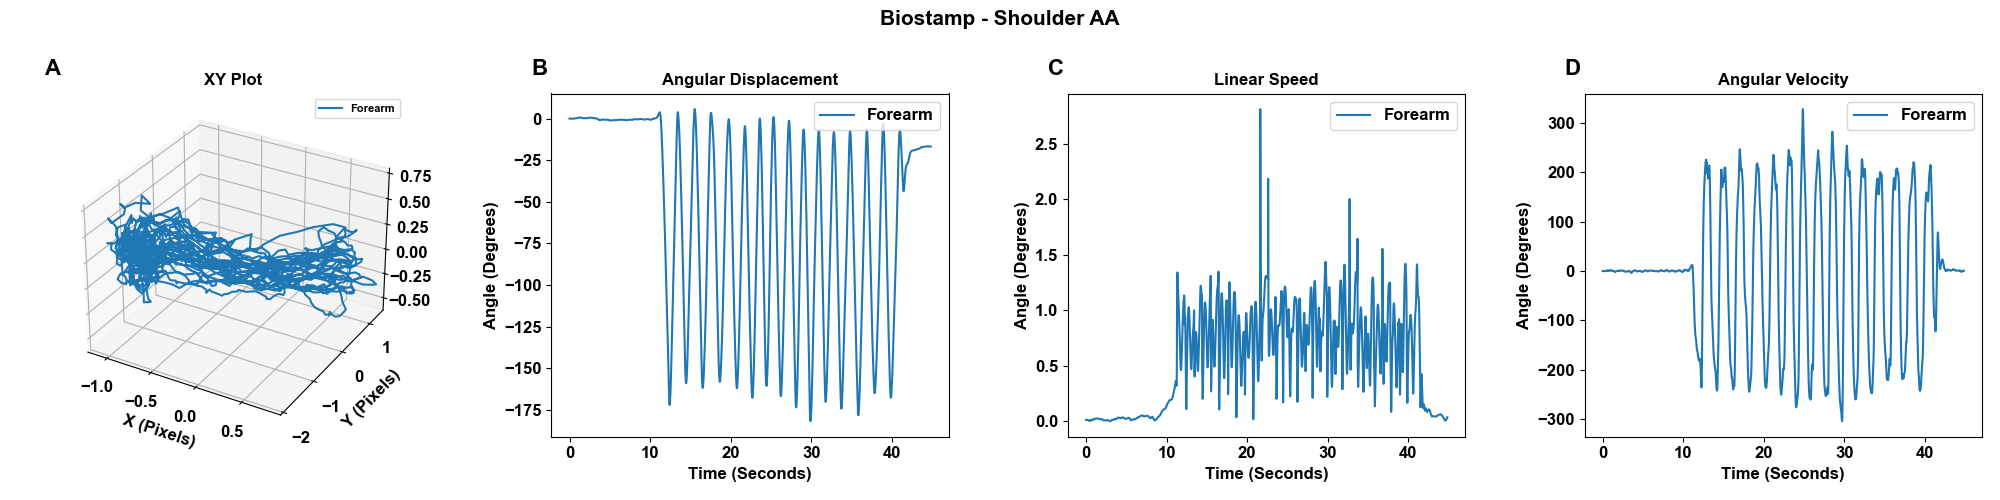 Biostamp - Shoulder AA
A
XY Plot
Forearm
0.75
0.50
0.25
0.00
−0.25
−0.50
−1.0
−0.5
0.0
0.5
X (Pixels)
−2
−1
0
1
Y (Pixels)
B
Angular Displacement
Forearm
0
−25
−50
−75
−100
−125
−150
−175
Angle (Degrees)
0 10 20 30 40
Time (Seconds)
C
Linear Speed
Forearm
2.5
2.0
1.5
1.0
0.5
0.0
Angle (Degrees)
0 10 20 30 40
Time (Seconds)
D
Angular Velocity
Forearm
300
200
100
0
−100
−200
−300
Angle (Degrees)
0 10 20 30 40
Time (Seconds)